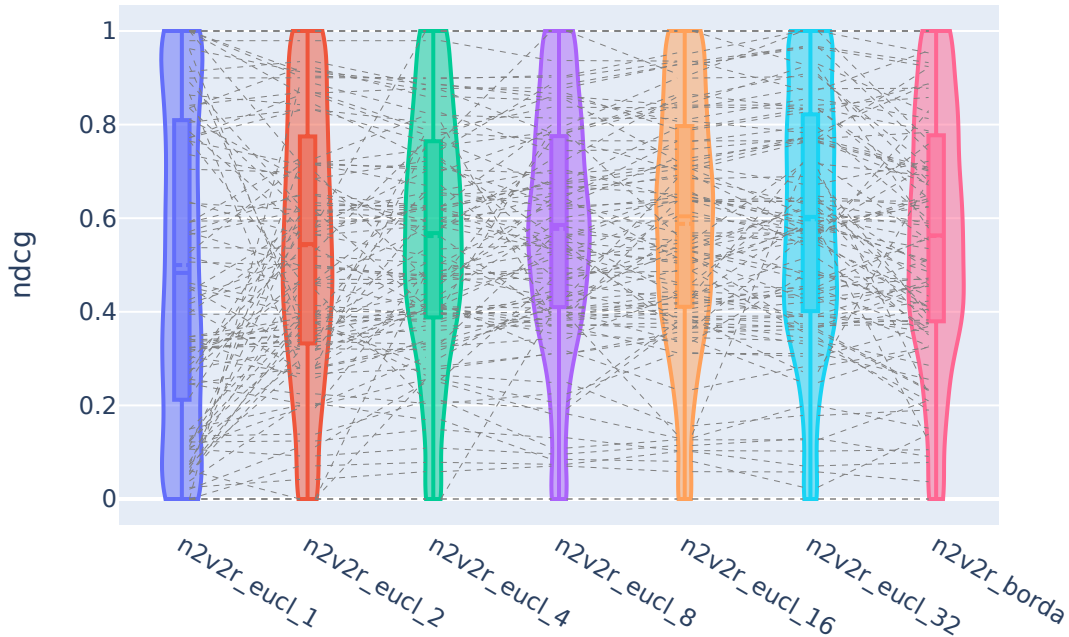 ndcg
1
0.8
0.6
0.4
0.2
0
n2v2r_eucl_1
n2v2r_eucl_2
n2v2r_eucl_4
n2v2r_eucl_8
n2v2r_eucl_16
n2v2r_eucl_32
n2v2r_borda